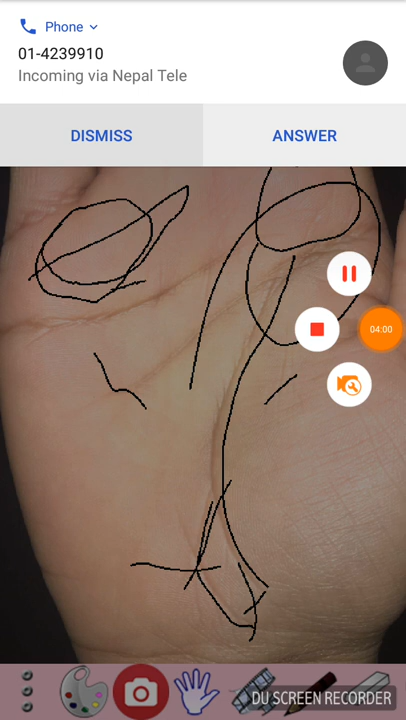 Phone
01-4239910
Incoming via Nepal Tele
DISMISS
ANSWER
04:00
DU SCREEN RECORDER